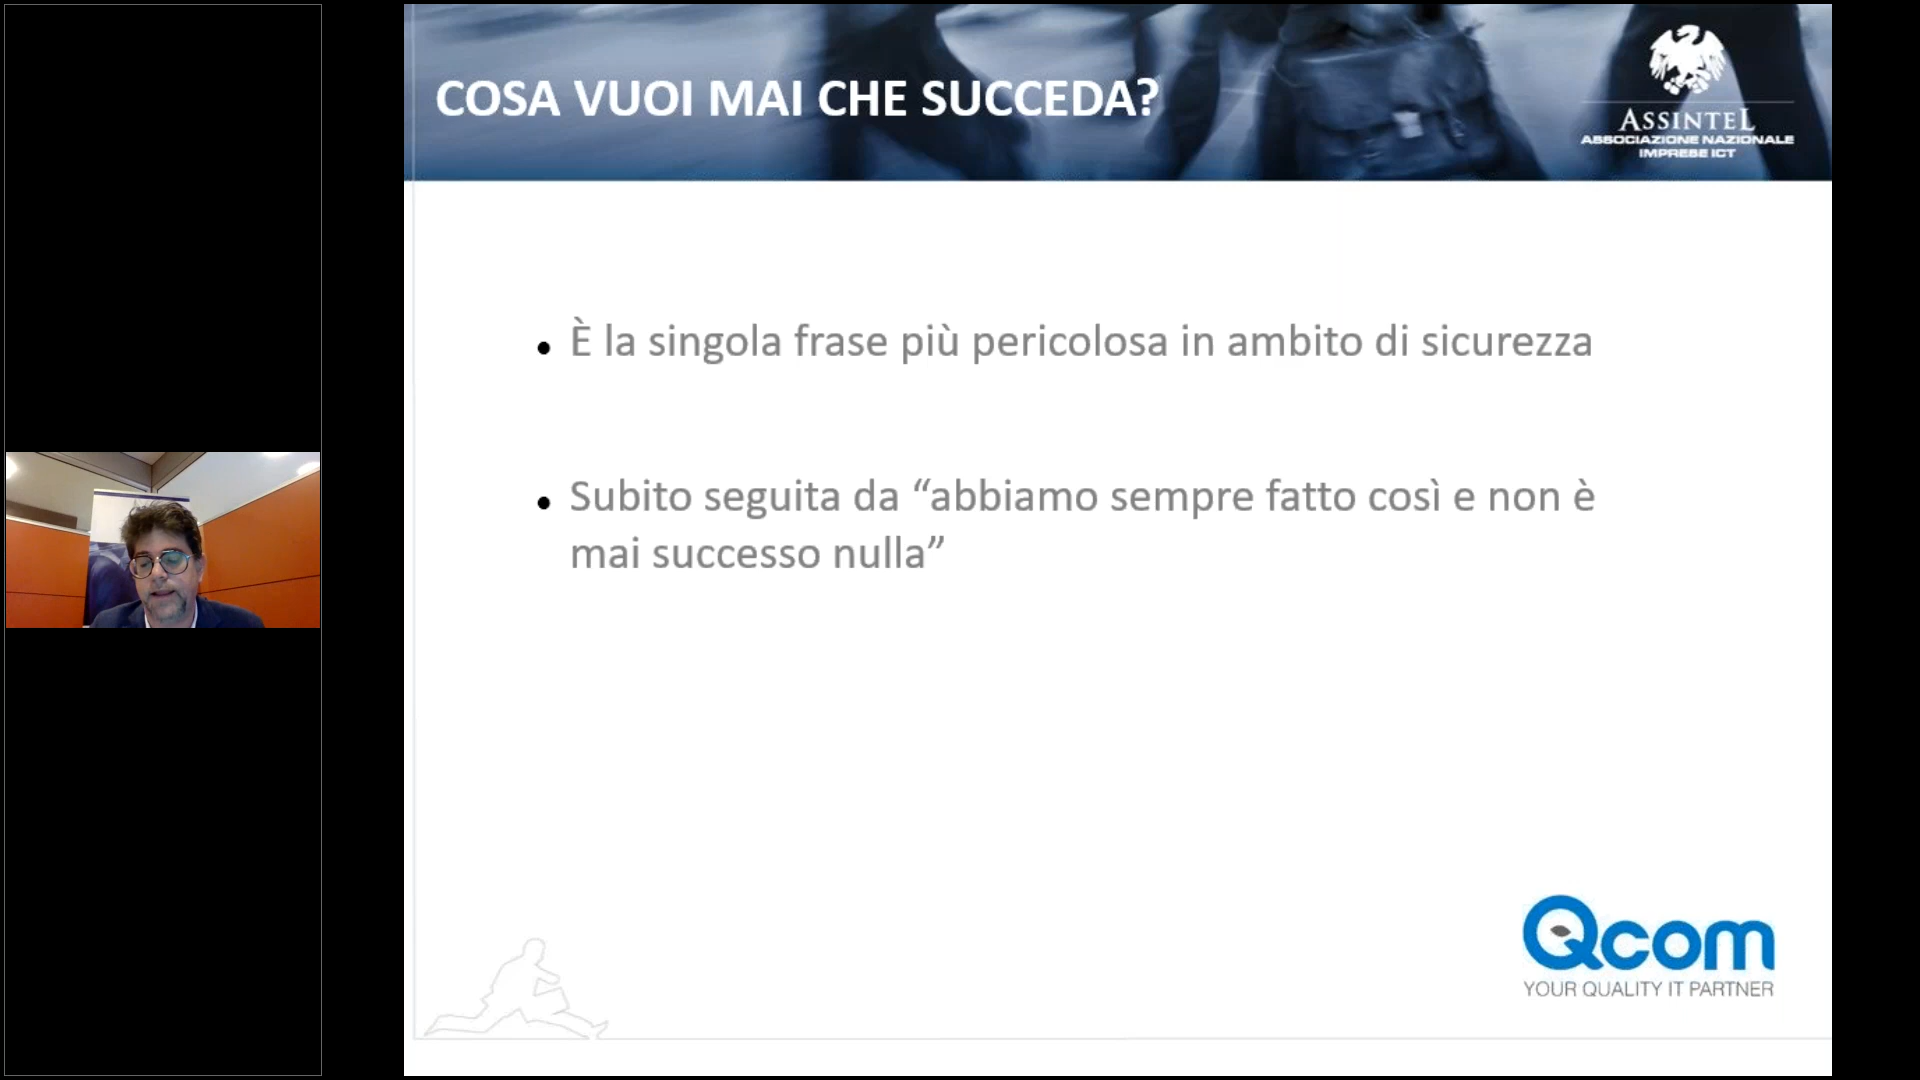 COSA VUOI MAI CHE SUCCEDA?
ASSINTEL
ASSOCIAZIONE NAZIONALE
IMPRESE ICT
• È la singola frase più pericolosa in ambito di sicurezza
• Subito seguita da “abbiamo sempre fatto così e non è
mai successo nulla”
Qcom
YOUR QUALITY IT PARTNER